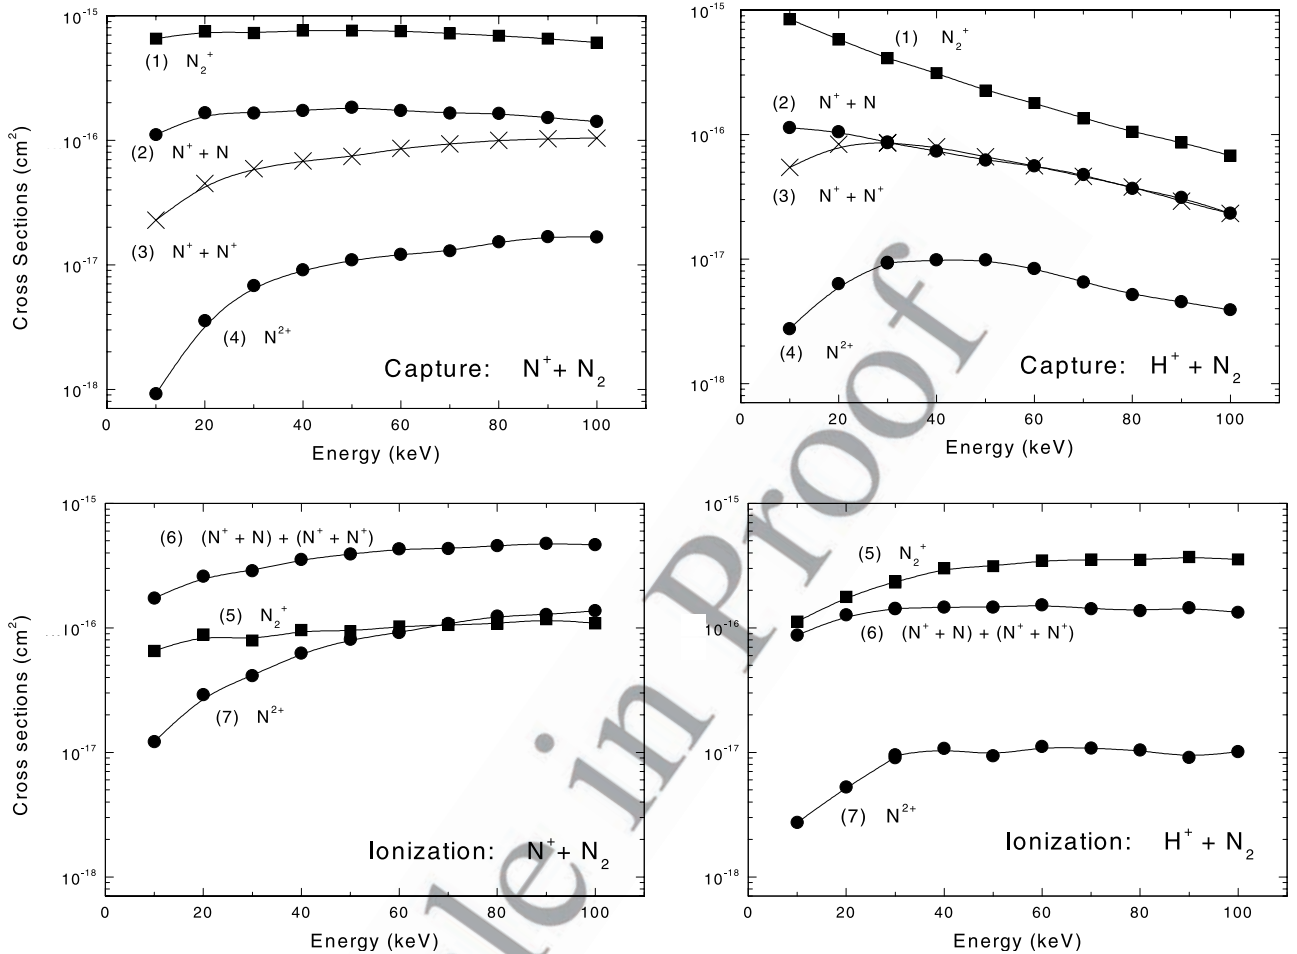 10⁻¹⁵
10⁻¹⁶
10⁻¹⁷
10⁻¹⁸
Cross Sections (cm²)
(1) N₂⁺
(2) N⁺ + N
(3) N⁺ + N⁺
(4) N²⁺
Capture: N⁺ + N₂
0 20 40 60 80 100
Energy (keV)
10⁻¹⁵
10⁻¹⁶
10⁻¹⁷
10⁻¹⁸
(1) N₂⁺
(2) N⁺ + N
(3) N⁺ + N⁺
(4) N²⁺
Capture: H⁺ + N₂
0 20 40 60 80 100
Energy (keV)
10⁻¹⁵
10⁻¹⁶
10⁻¹⁷
10⁻¹⁸
Cross sections (cm²)
(6) (N⁺ + N) + (N⁺ + N⁺)
(5) N₂⁺
(7) N²⁺
Ionization: N⁺ + N₂
0 20 40 60 80 100
Energy (keV)
10⁻¹⁵
10⁻¹⁶
10⁻¹⁷
10⁻¹⁸
(5) N₂⁺
(6) (N⁺ + N) + (N⁺ + N⁺)
(7) N²⁺
Ionization: H⁺ + N₂
0 20 40 60 80 100
Energy (keV)
le in Proof